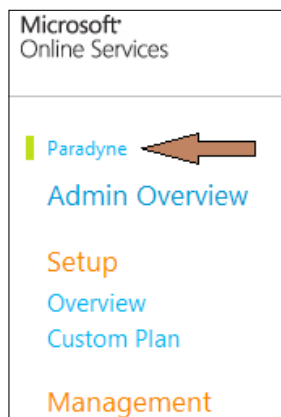 Microsoft®
Online Services
Paradyne
Admin Overview
Setup
Overview
Custom Plan
Management